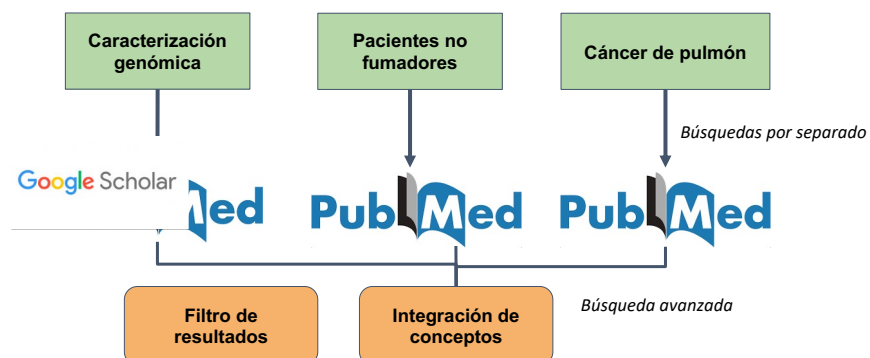 Caracterización
genómica
Pacientes no
fumadores
Cáncer de pulmón
Búsquedas por separado
Google Scholar
Med
PubMed
PubMed
Búsqueda avanzada
Filtro de
resultados
Integración de
conceptos